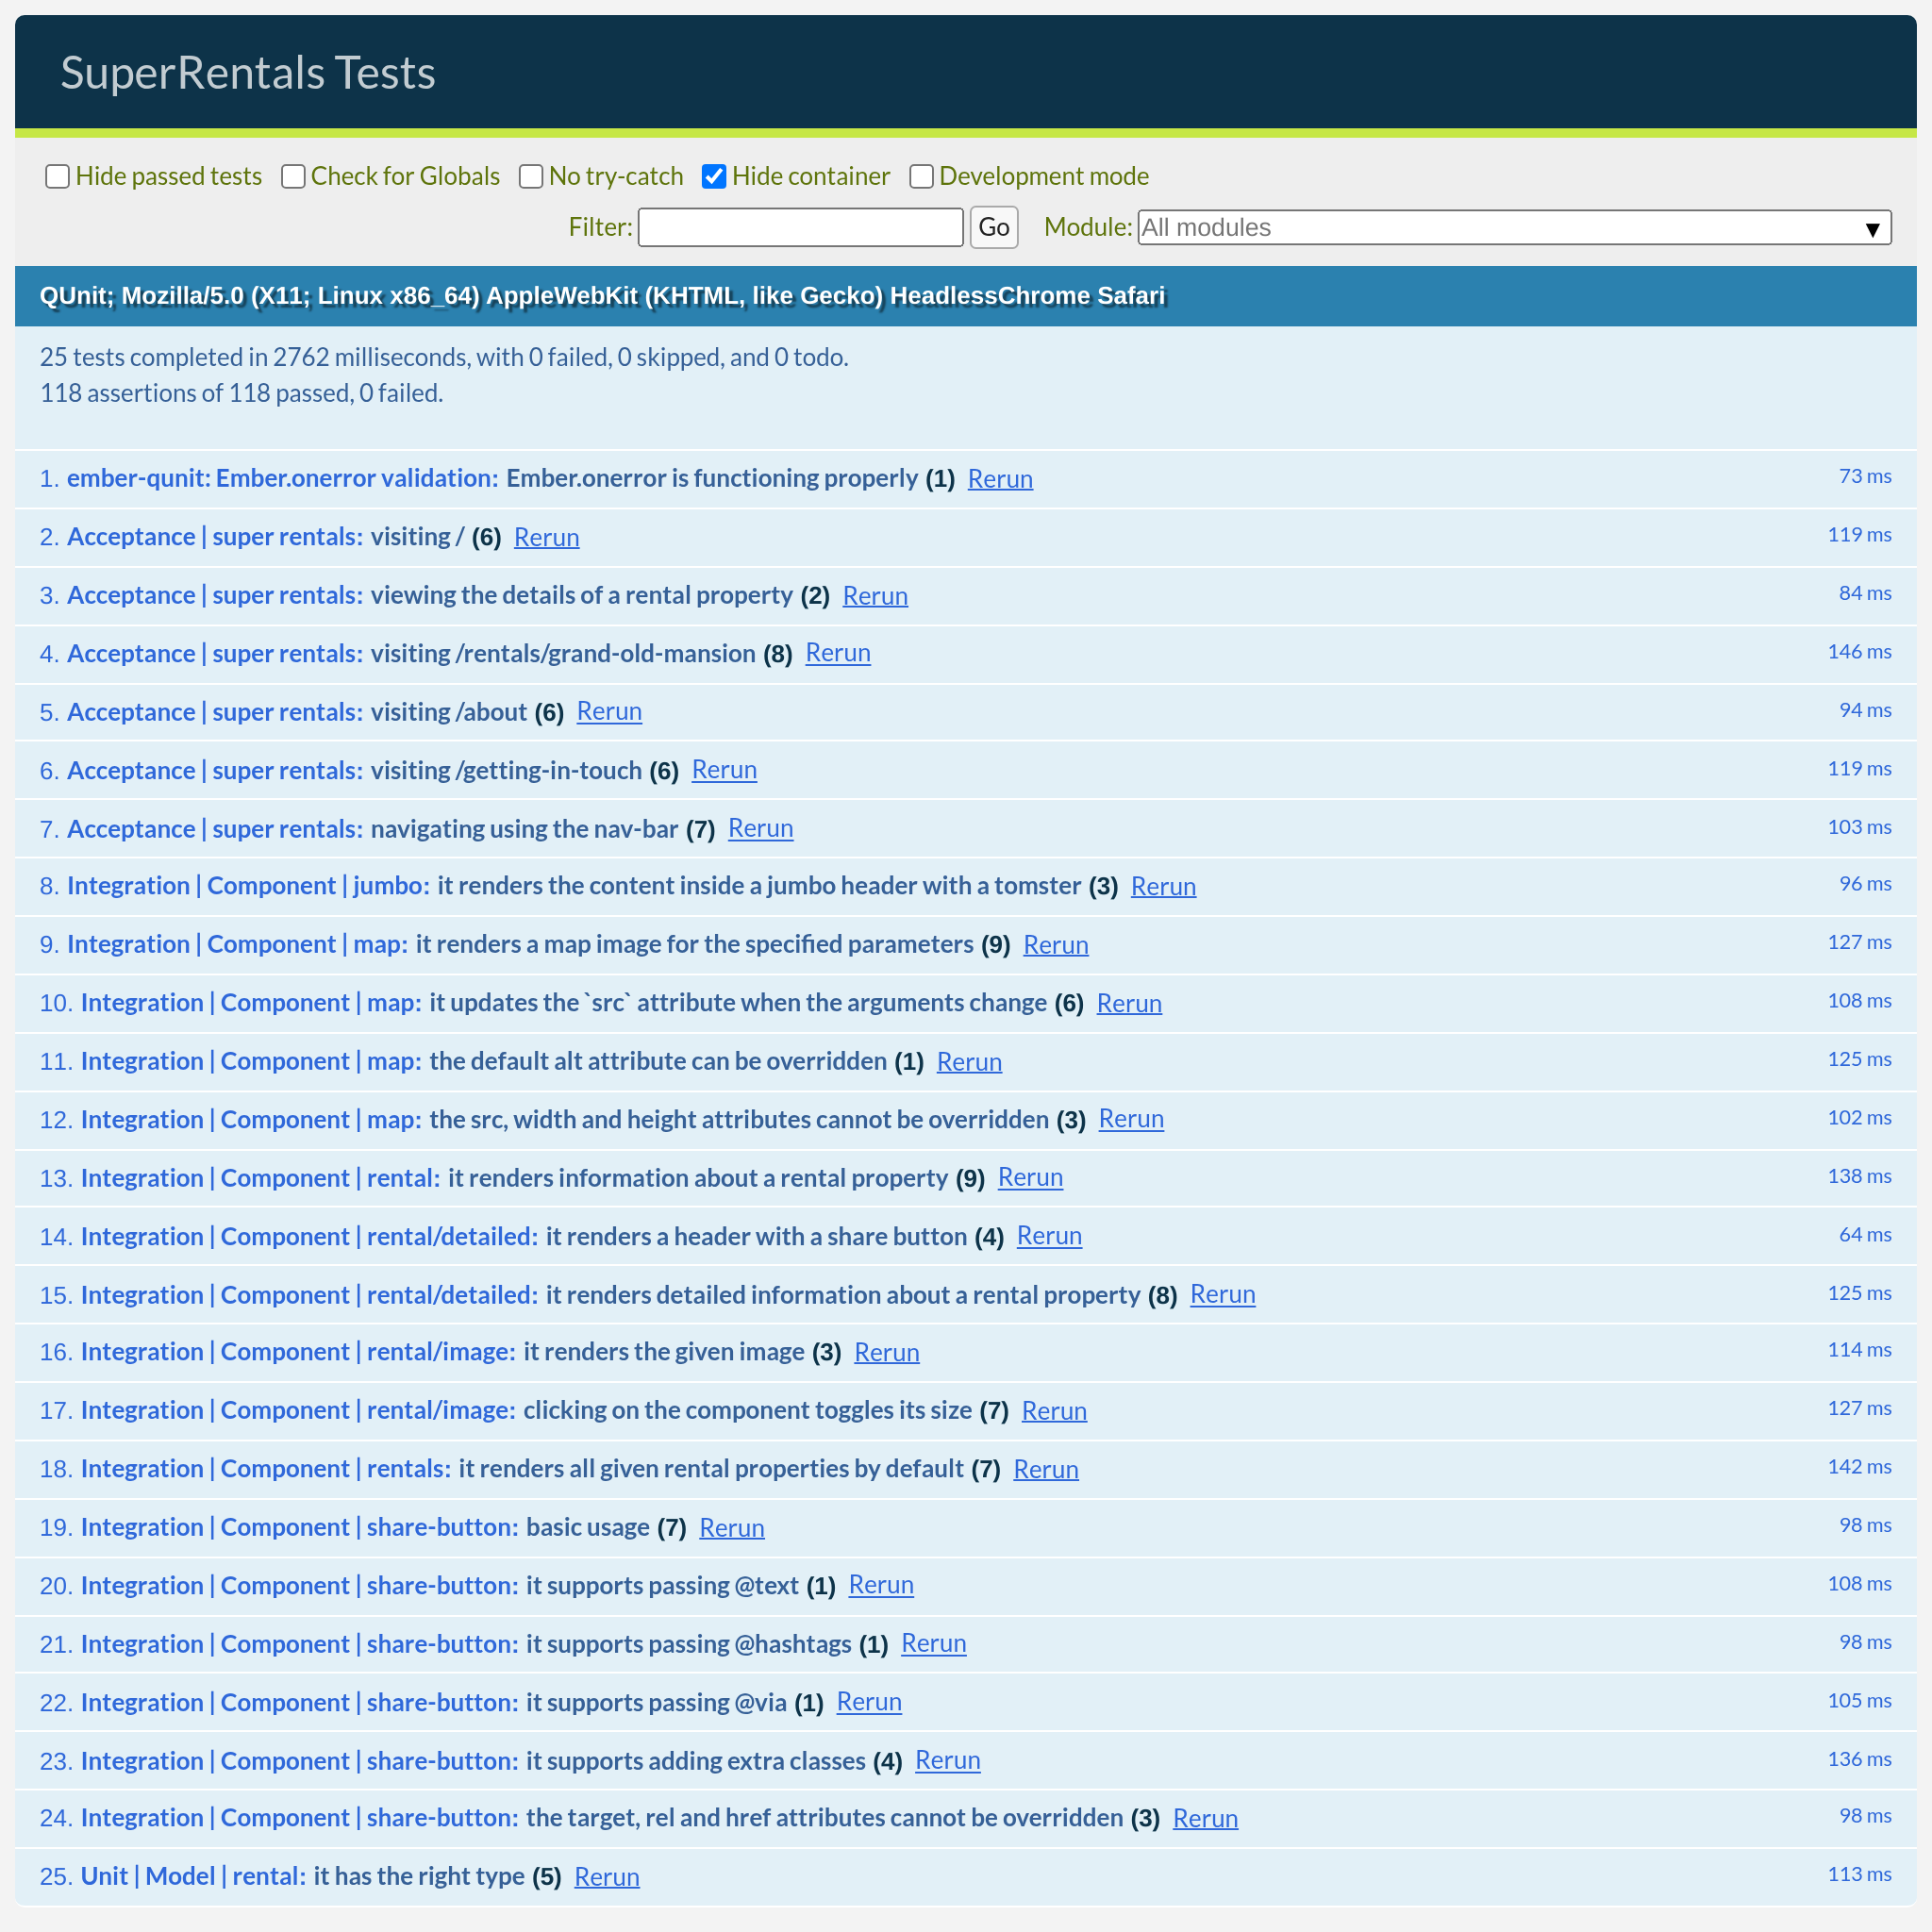 SuperRentals Tests
Hide passed tests Check for Globals No try-catch Hide container Development mode
Filter: Go Module: All modules ▼
QUnit; Mozilla/5.0 (X11; Linux x86_64) AppleWebKit (KHTML, like Gecko) HeadlessChrome Safari
25 tests completed in 2762 milliseconds, with 0 failed, 0 skipped, and 0 todo.
118 assertions of 118 passed, 0 failed.
1. ember-qunit: Ember.onerror validation: Ember.onerror is functioning properly (1) Rerun 73 ms
2. Acceptance | super rentals: visiting / (6) Rerun 119 ms
3. Acceptance | super rentals: viewing the details of a rental property (2) Rerun 84 ms
4. Acceptance | super rentals: visiting /rentals/grand-old-mansion (8) Rerun 146 ms
5. Acceptance | super rentals: visiting /about (6) Rerun 94 ms
6. Acceptance | super rentals: visiting /getting-in-touch (6) Rerun 119 ms
7. Acceptance | super rentals: navigating using the nav-bar (7) Rerun 103 ms
8. Integration | Component | jumbo: it renders the content inside a jumbo header with a tomster (3) Rerun 96 ms
9. Integration | Component | map: it renders a map image for the specified parameters (9) Rerun 127 ms
10. Integration | Component | map: it updates the `src` attribute when the arguments change (6) Rerun 108 ms
11. Integration | Component | map: the default alt attribute can be overridden (1) Rerun 125 ms
12. Integration | Component | map: the src, width and height attributes cannot be overridden (3) Rerun 102 ms
13. Integration | Component | rental: it renders information about a rental property (9) Rerun 138 ms
14. Integration | Component | rental/detailed: it renders a header with a share button (4) Rerun 64 ms
15. Integration | Component | rental/detailed: it renders detailed information about a rental property (8) Rerun 125 ms
16. Integration | Component | rental/image: it renders the given image (3) Rerun 114 ms
17. Integration | Component | rental/image: clicking on the component toggles its size (7) Rerun 127 ms
18. Integration | Component | rentals: it renders all given rental properties by default (7) Rerun 142 ms
19. Integration | Component | share-button: basic usage (7) Rerun 98 ms
20. Integration | Component | share-button: it supports passing @text (1) Rerun 108 ms
21. Integration | Component | share-button: it supports passing @hashtags (1) Rerun 98 ms
22. Integration | Component | share-button: it supports passing @via (1) Rerun 105 ms
23. Integration | Component | share-button: it supports adding extra classes (4) Rerun 136 ms
24. Integration | Component | share-button: the target, rel and href attributes cannot be overridden (3) Rerun 98 ms
25. Unit | Model | rental: it has the right type (5) Rerun 113 ms